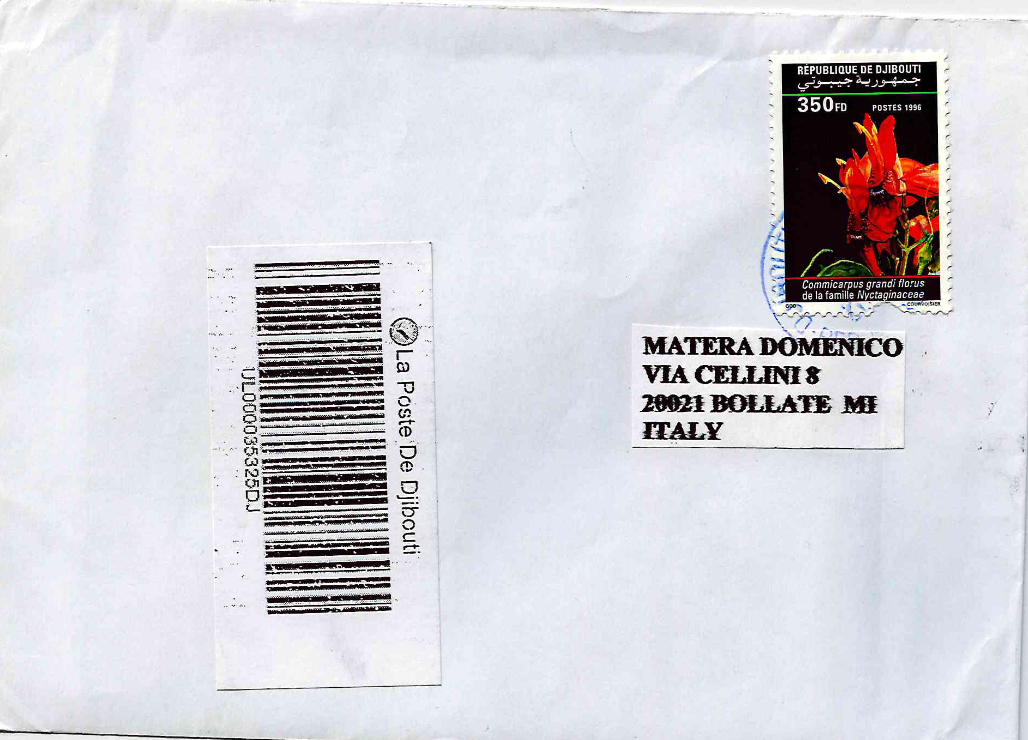 RÉPUBLIQUE DE DJIBOUTI
جمهورية جيبوتي
350FD POSTES 1996
Commicarpus grandi florus
de la famille Nyctaginaceae
COURVOISIER
MATERA DOMENICO
VIA CELLINI 8
20021 BOLLATE MI
ITALY
La Poste De Djibouti
UL000035325DJ